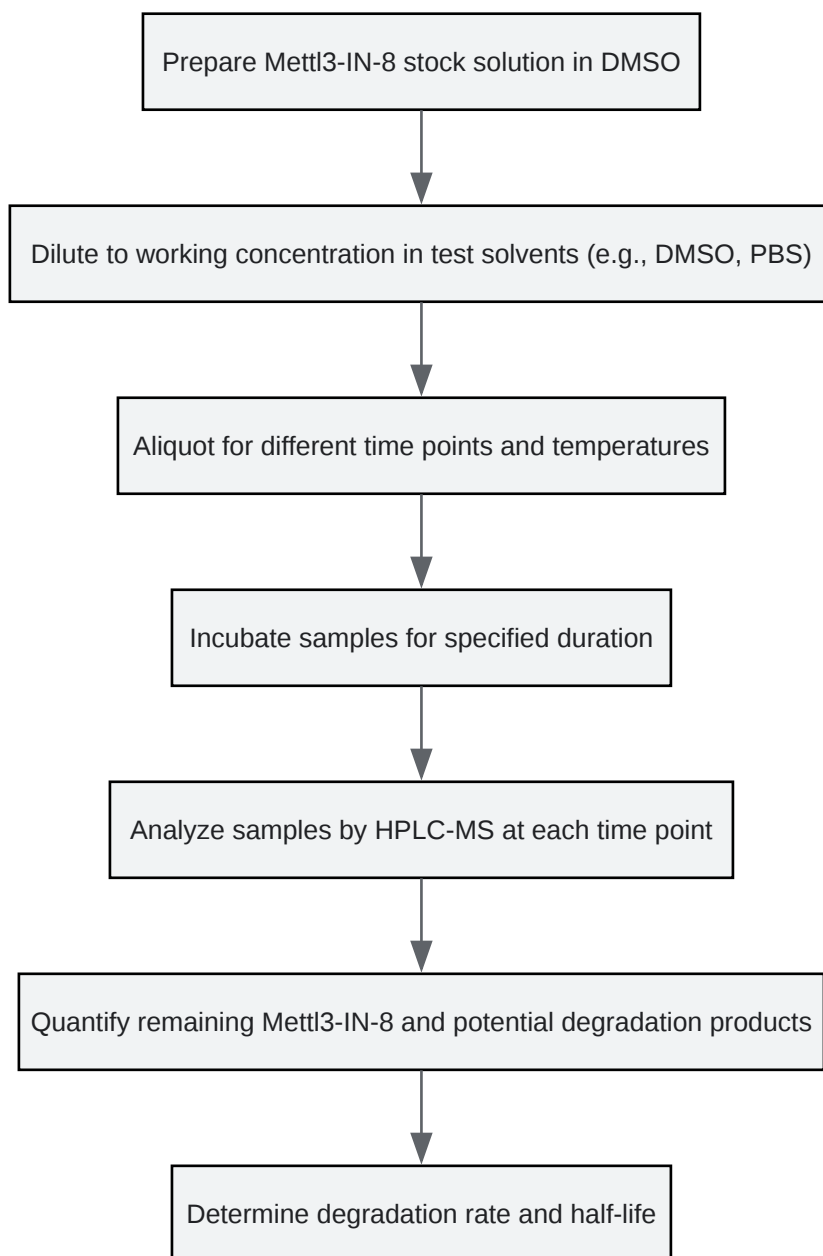 Prepare Mettl3-IN-8 stock solution in DMSO
Dilute to working concentration in test solvents (e.g., DMSO, PBS)
Aliquot for different time points and temperatures
Incubate samples for specified duration
Analyze samples by HPLC-MS at each time point
Quantify remaining Mettl3-IN-8 and potential degradation products
Determine degradation rate and half-life